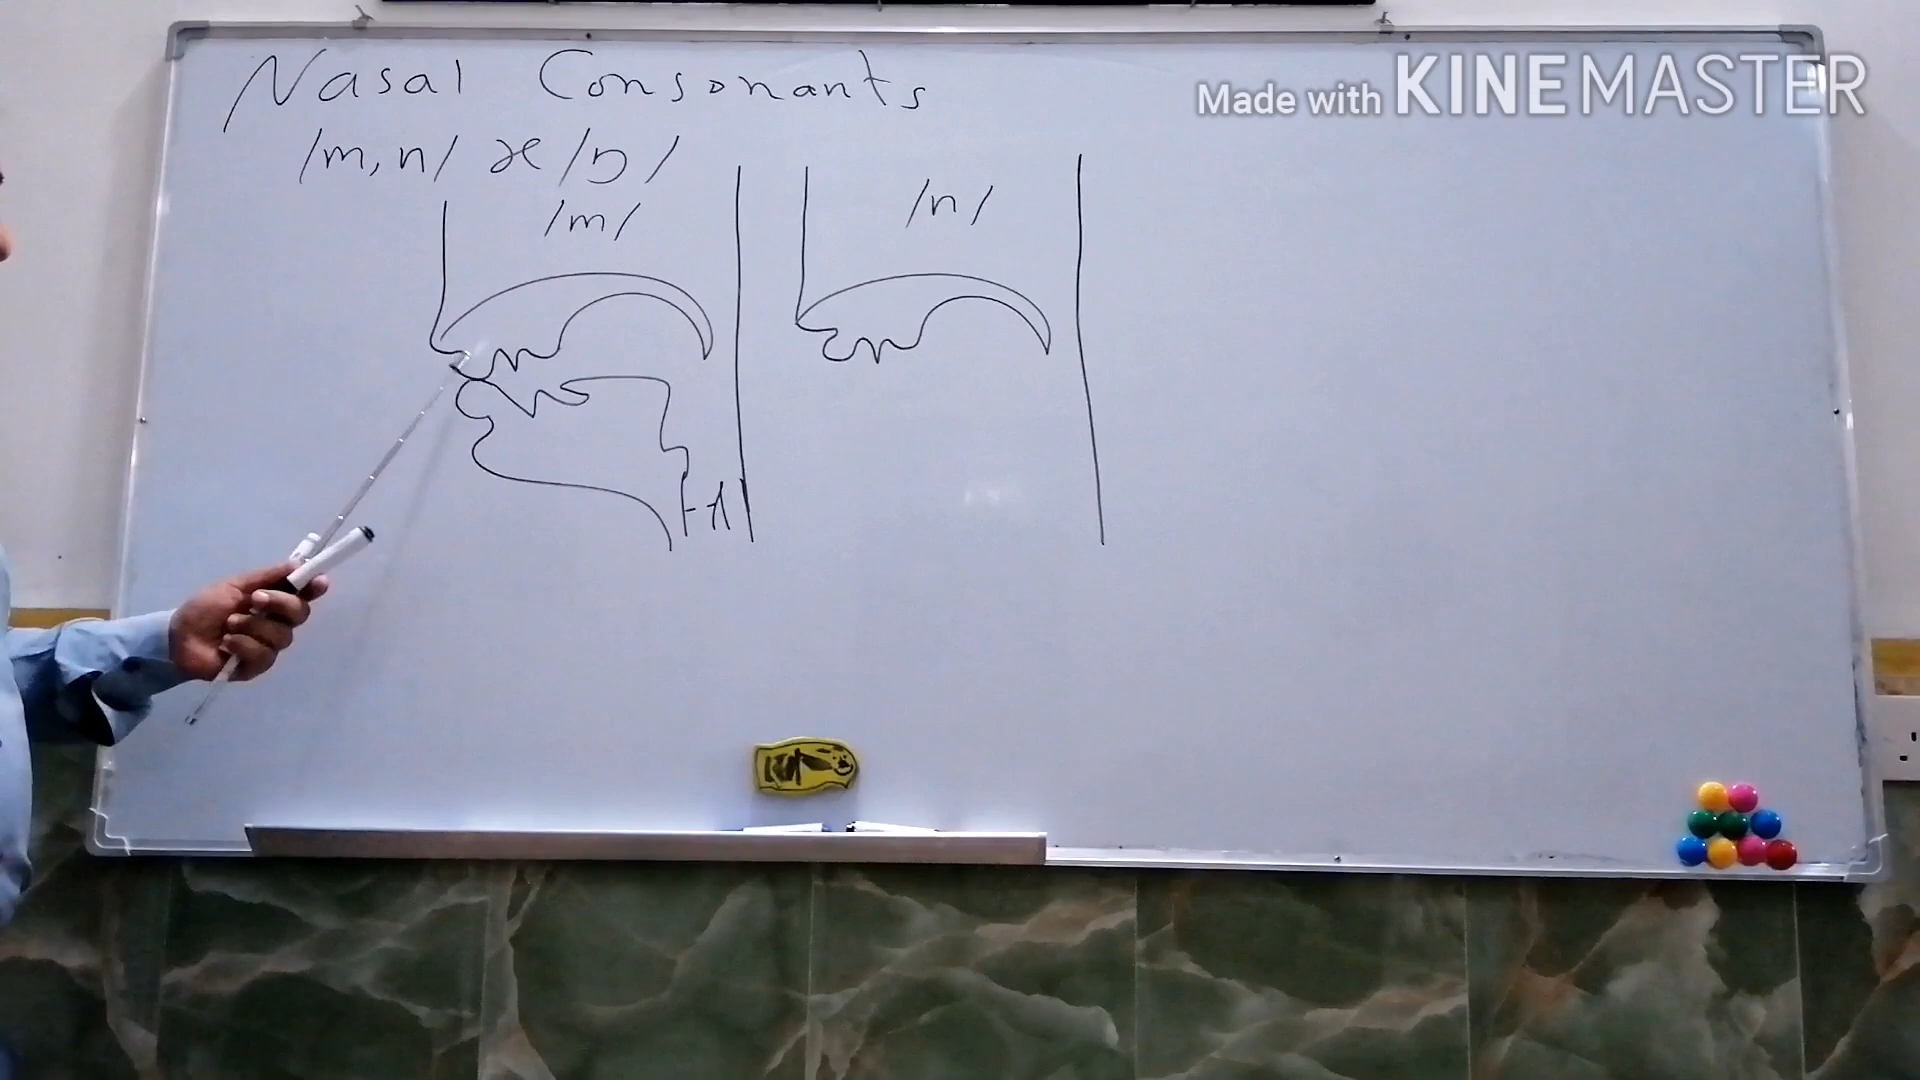 Nasal Consonants
Made with KINEMASTER
/m, n/ & /ŋ/
/m/
/n/